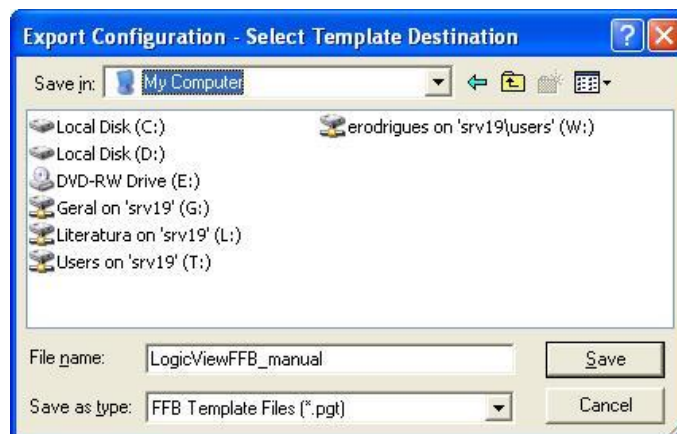 Export Configuration - Select Template Destination
Save in: My Computer
Local Disk (C:)
Local Disk (D:)
DVD-RW Drive (E:)
Geral on 'srv19' (G:)
Literatura on 'srv19' (L:)
Users on 'srv19' (T:)
erodrigues on 'srv19\users' (W:)
File name: LogicViewFFB_manual Save
Save as type: FFB Template Files (*.pgt) Cancel